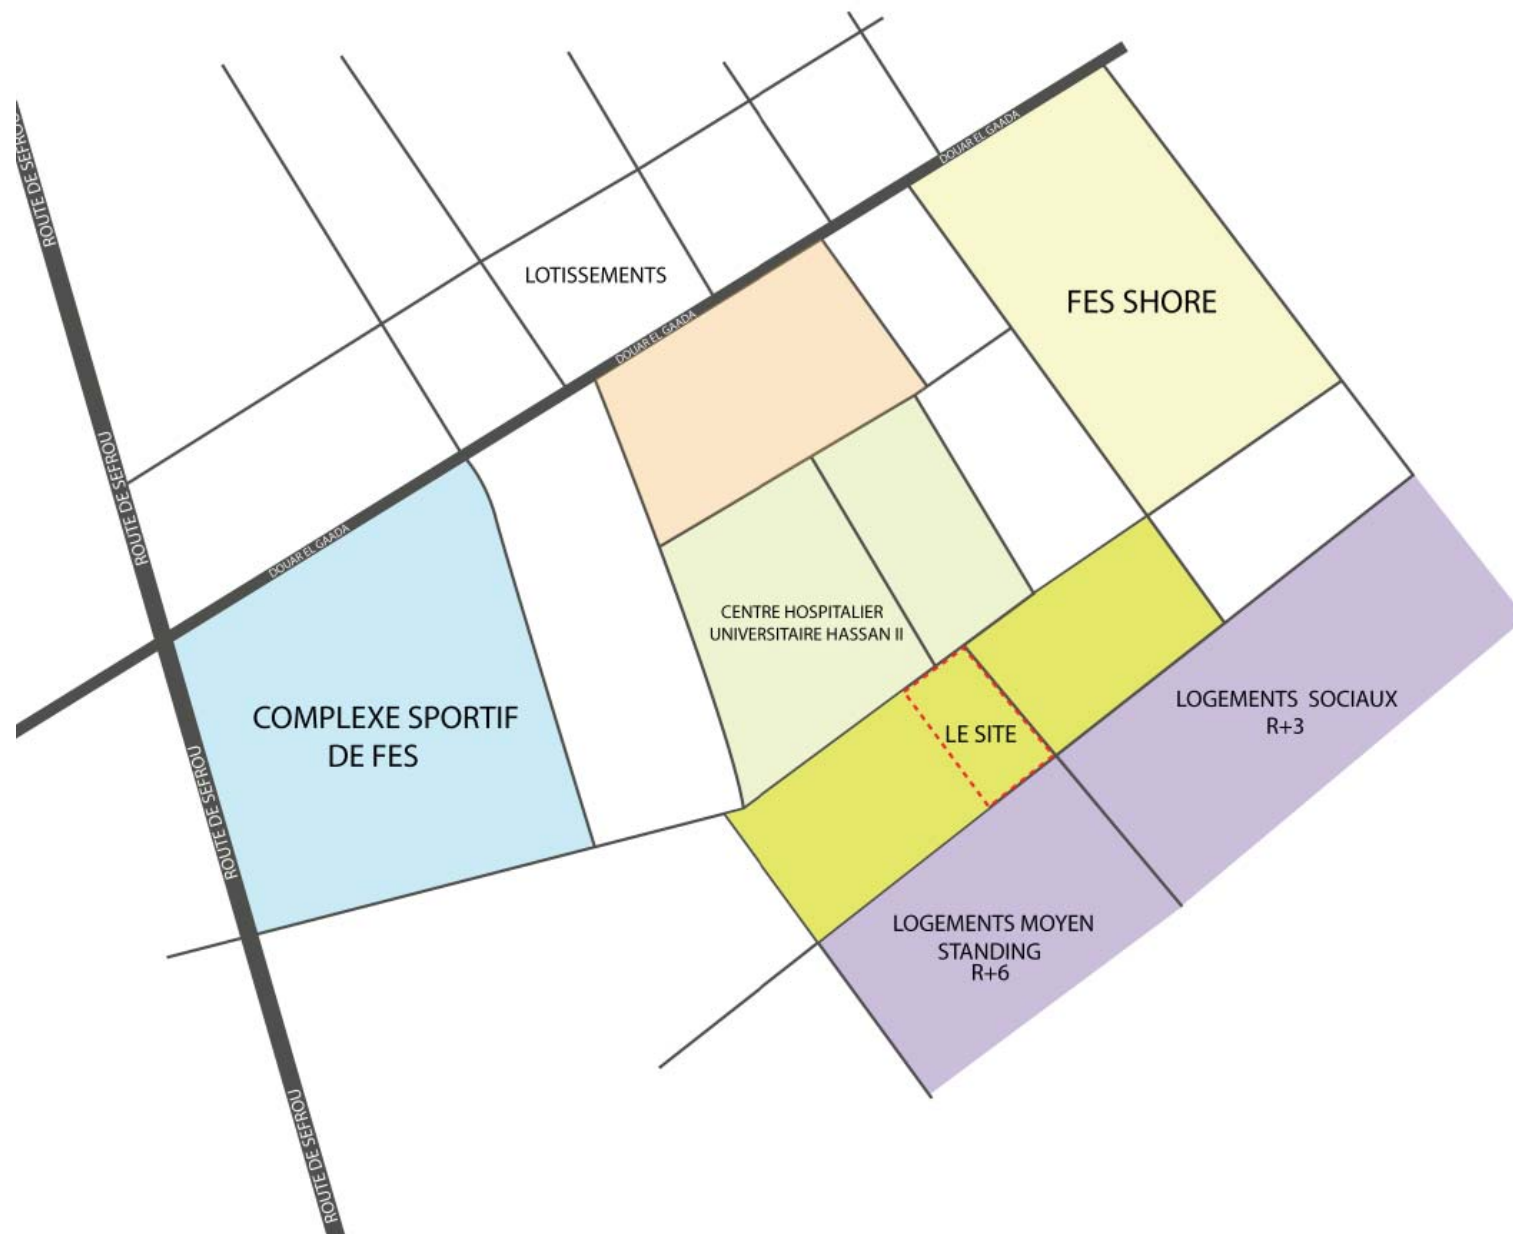 ROUTE DE SEFROU
DOUAR EL GAADA
LOTISSEMENTS
FES SHORE
DOUAR EL GAADA
ROUTE DE SEFROU
DOUAR EL GAADA
CENTRE HOSPITALIER
UNIVERSITAIRE HASSAN II
COMPLEXE SPORTIF
DE FES
LE SITE
LOGEMENTS SOCIAUX
R+3
ROUTE DE SEFROU
LOGEMENTS MOYEN
STANDING
R+6
ROUTE DE SEFROU